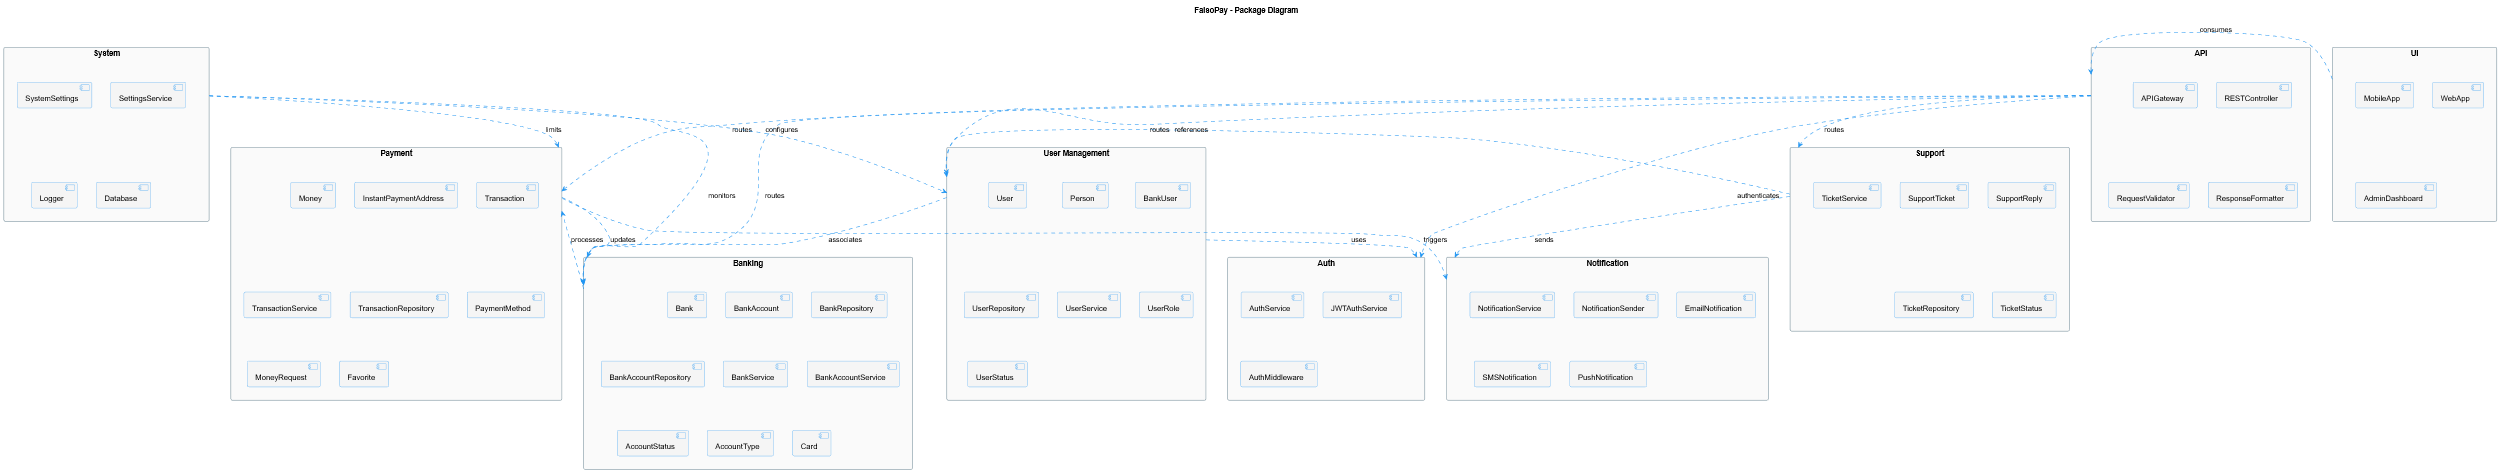 FalsoPay - Package Diagram
consumes
System
SystemSettings
SettingsService
Logger
Database
API
APIGateway
RESTController
RequestValidator
ResponseFormatter
UI
MobileApp
WebApp
AdminDashboard
limits
routes
configures
routes
references
routes
Payment
Money
InstantPaymentAddress
Transaction
TransactionService
TransactionRepository
PaymentMethod
MoneyRequest
Favorite
User Management
User
Person
BankUser
UserRepository
UserService
UserRole
UserStatus
Support
TicketService
SupportTicket
SupportReply
TicketRepository
TicketStatus
monitors
routes
authenticates
processes
updates
associates
uses
triggers
sends
Banking
Bank
BankAccount
BankRepository
BankAccountRepository
BankService
BankAccountService
AccountStatus
AccountType
Card
Auth
AuthService
JWTAuthService
AuthMiddleware
Notification
NotificationService
NotificationSender
EmailNotification
SMSNotification
PushNotification